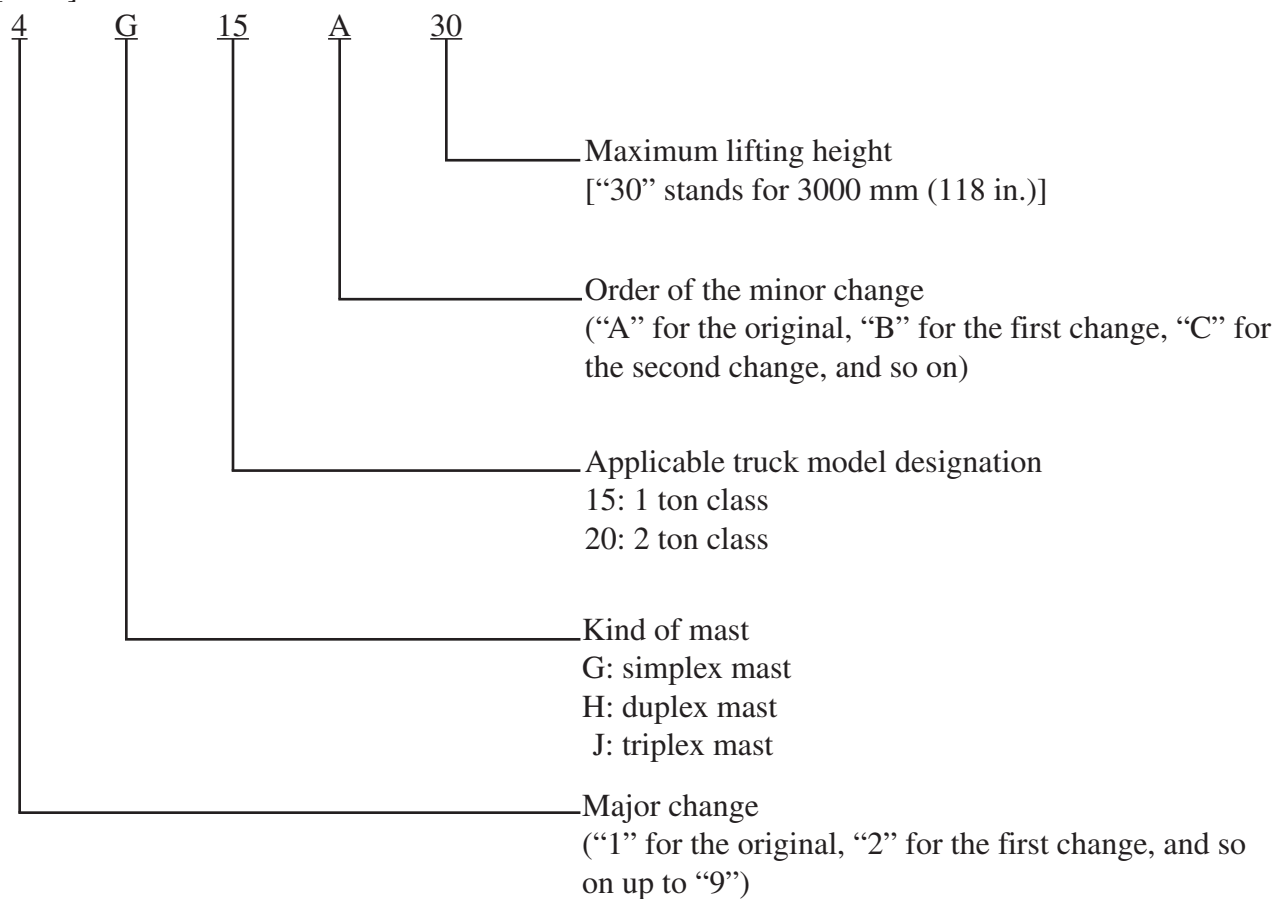 4 G 15 A 30
Maximum lifting height
[“30” stands for 3000 mm (118 in.)]
Order of the minor change
(“A” for the original, “B” for the first change, “C” for
the second change, and so on)
Applicable truck model designation
15: 1 ton class
20: 2 ton class
Kind of mast
G: simplex mast
H: duplex mast
J: triplex mast
Major change
(“1” for the original, “2” for the first change, and so
on up to “9”)